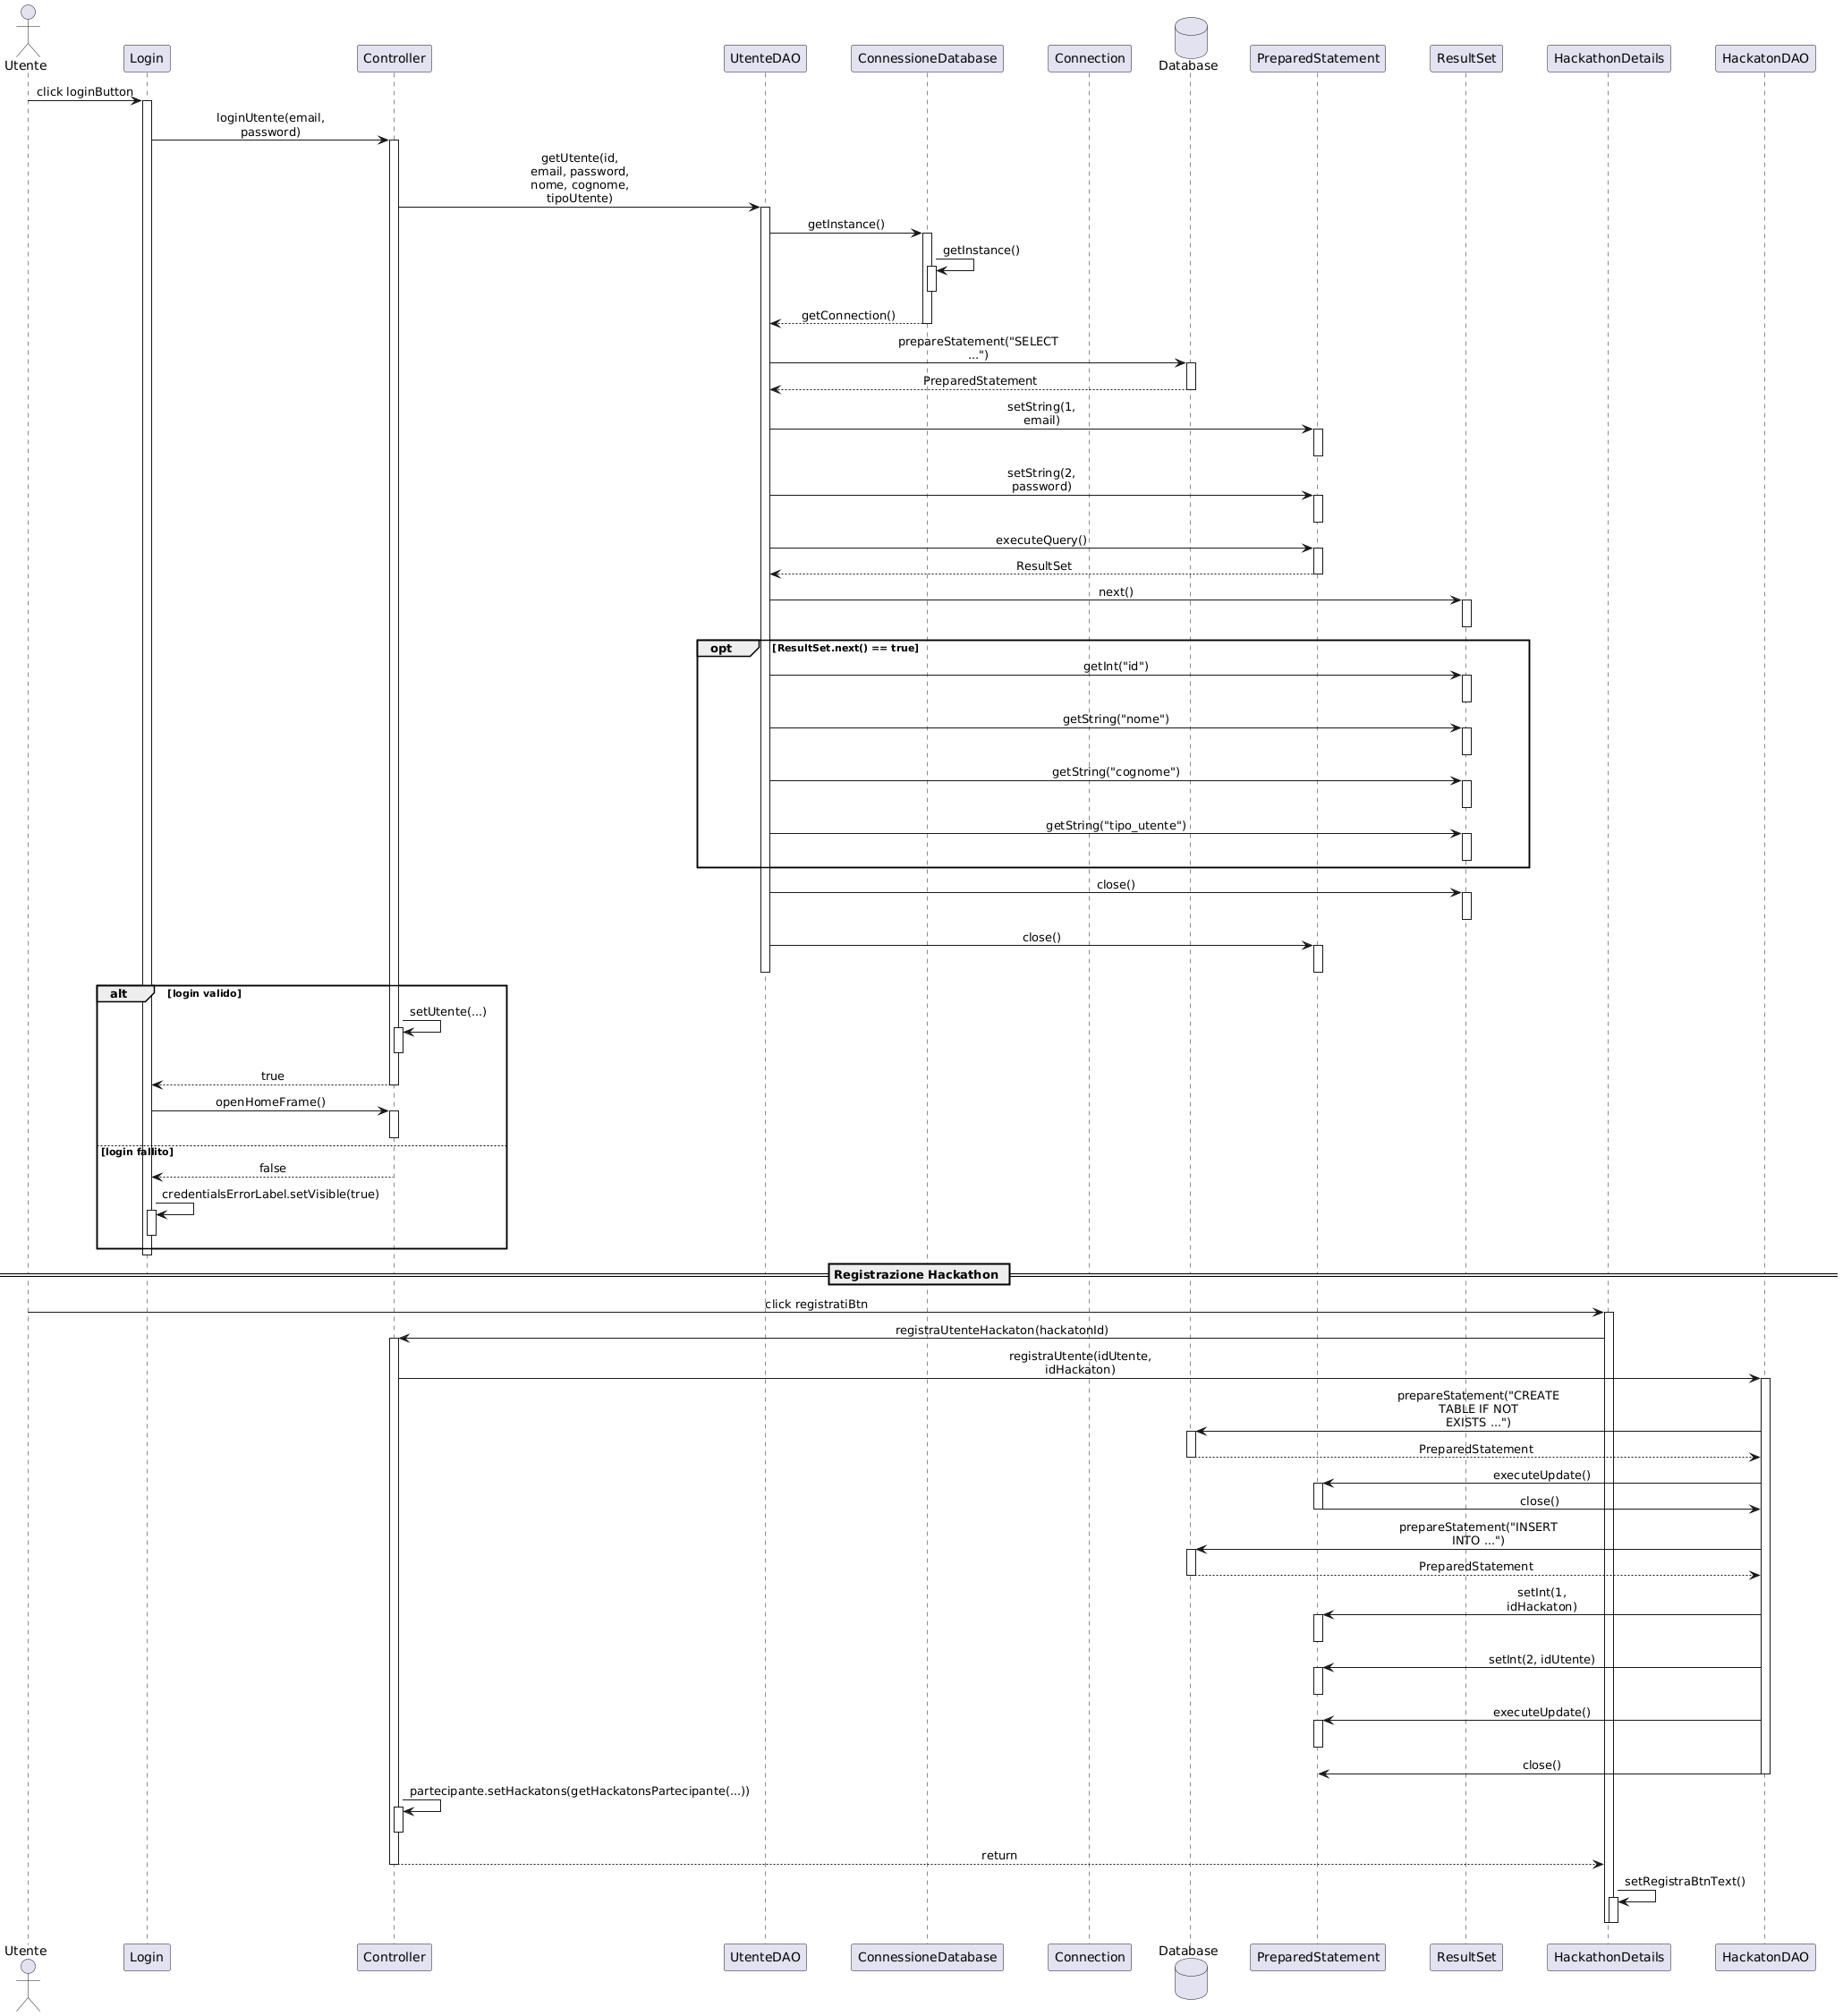 Utente
Login
Controller
UtenteDAO
ConnessioneDatabase
Connection
Database
PreparedStatement
ResultSet
HackathonDetails
HackatonDAO
click loginButton
loginUtente(email,
password)
getUtente(id,
email, password,
nome, cognome,
tipoUtente)
getInstance()
getInstance()
getConnection()
prepareStatement("SELECT
...")
PreparedStatement
setString(1,
email)
setString(2,
password)
executeQuery()
ResultSet
next()
opt
[ResultSet.next() == true]
getInt("id")
getString("nome")
getString("cognome")
getString("tipo_utente")
close()
close()
alt
[login valido]
setUtente(...)
true
openHomeFrame()
[login fallito]
false
credentialsErrorLabel.setVisible(true)
Registrazione Hackathon
click registratiBtn
registraUtenteHackaton(hackatonId)
registraUtente(idUtente,
idHackaton)
prepareStatement("CREATE
TABLE IF NOT
EXISTS ...")
PreparedStatement
executeUpdate()
close()
prepareStatement("INSERT
INTO ...")
PreparedStatement
setInt(1,
idHackaton)
setInt(2, idUtente)
executeUpdate()
close()
partecipante.setHackatons(getHackatonsPartecipante(...))
return
setRegistraBtnText()
Utente
Login
Controller
UtenteDAO
ConnessioneDatabase
Connection
Database
PreparedStatement
ResultSet
HackathonDetails
HackatonDAO